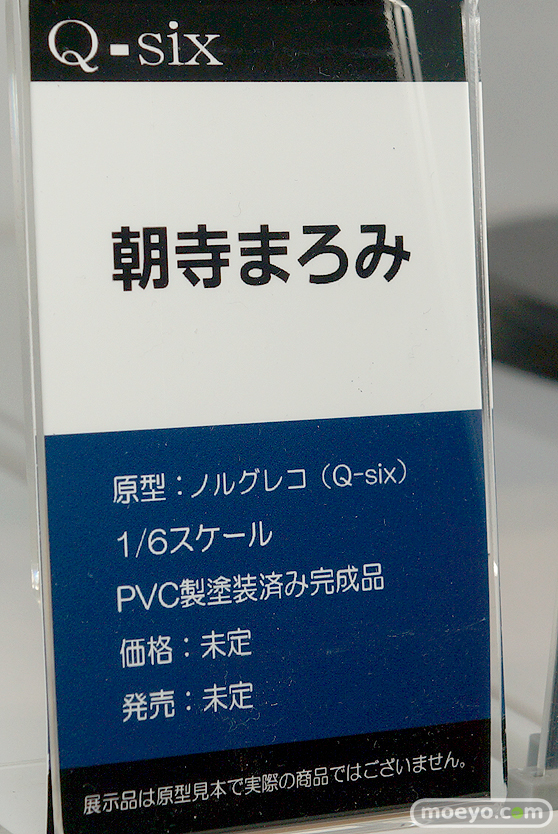 Q-six
朝寺まろみ
原型：ノルグレコ（Q-six）
1/6スケール
PVC製塗装済み完成品
価格：未定
発売：未定
展示品は原型見本で実際の商品ではございません。
moeyo.com